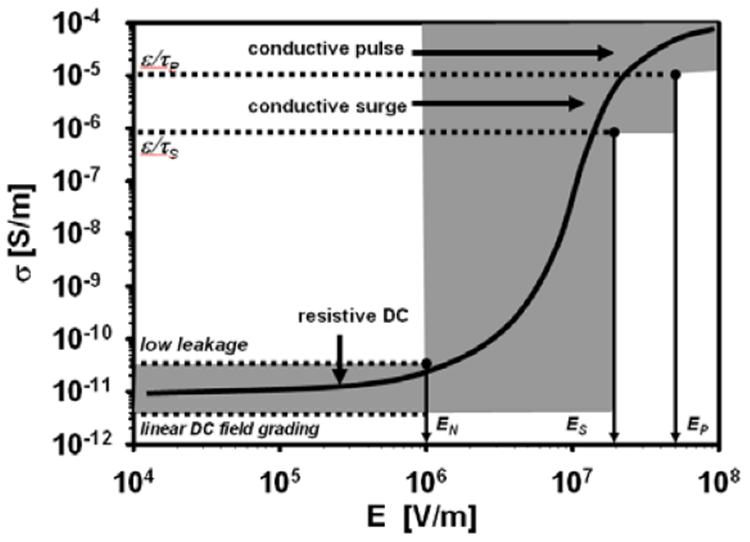 10⁻⁴
ε/τP
conductive pulse
10⁻⁵
conductive surge
10⁻⁶
ε/τS
10⁻⁷
10⁻⁸
10⁻⁹
resistive DC
10⁻¹⁰
low leakage
10⁻¹¹
linear DC field grading
EN
ES
EP
10⁻¹²
σ [S/m]
10⁴ 10⁵ 10⁶ 10⁷ 10⁸
E [V/m]